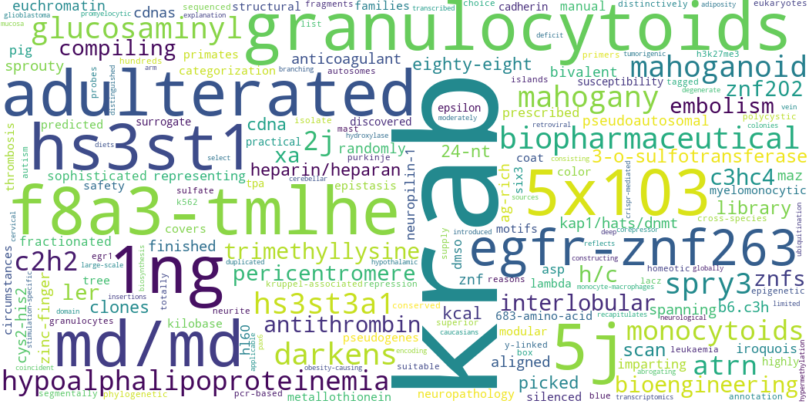 euchromatin
promyelocytic
cdnas
sequenced
structural
fragments
families
transcribed
cadherin
choice
manual
distinctively
adiposity
eukaryotes
mucosa
glioblastoma
explanation
list
deficit
glucosaminyl
granulocytoids
hundreds
primates
anticoagulant
compiling
pig
categorization
autosomes
branching
eighty-eight
primers
tumorigenic
h3k27me3
islands
bivalent
tagged
susceptibility
degenerate
mahoganoid
sprouty
probes
distinguished
arm
adulterated
epsilon
moderately
mahogany
znf202
polycystic
colonies
vein
predicted
surrogate
isolate
discovered
mast
hydroxylase
prescribed
pseudoautosomal
embolism
retroviral
thrombosis
autism
diets
cdna
practical
2j
randomly
purkinje
select
hs3st1
xa
heparin/heparan
24-nt
biopharmaceutical
consisting
coat
six3
3-o-sulfotransferase
color
c3hc4
maz
sophisticated
representing
cerebellar
safety
sulfate
tpa
epistasis
neuropilin-1
krab
agg-rich
crispr-mediated
myelomonocytic
library
cross-species
f8a3-tmlhe
k562
covers
5x103
sources
introduced
motifs
kap1/hats/dnmt
deep
corepressor
homeotic
globally
ubiquitination
cervical
fractionated
egr1
finished
supply
dmso
egfr-znf263
reflects
constructing
reasons
asp
znf
circumstances
c2h2
large-scale
biosynthesis
1ng
trimethyllysine
duplicated
hypothalamic
pericentromere
kruppel-associatedrepression
h/c
lambda
lacz
monocyte-macrophages
epigenetic
spry3
znfs
cys2-his2
stimulation-specific
tree
insertions
totally
ler
domain
clones
kilobase
zinc-finger
hs3st3a1
conserved
kcal
superior
caucasians
interlobular
683-amino-acid
recapitulates
neurological
spanning
b6.c3h
limited
granulocytes
neurite
antithrombin
pseudogenes
encoding
box
y-linked
modular
5j
monocytoids
md/md
hl60
applicable
pax6
darkens
obesity-causing
suitable
aligned
scan
leukaemia
iroquois
imparting
abrogating
atrn
highly
hypermethylation
coincident
hypoalphalipoproteinemia
neuropathology
picked
bioengineering
segmentally
phylogenetic
pcr-based
metallothionein
silenced
blue
transcriptomics
annotation